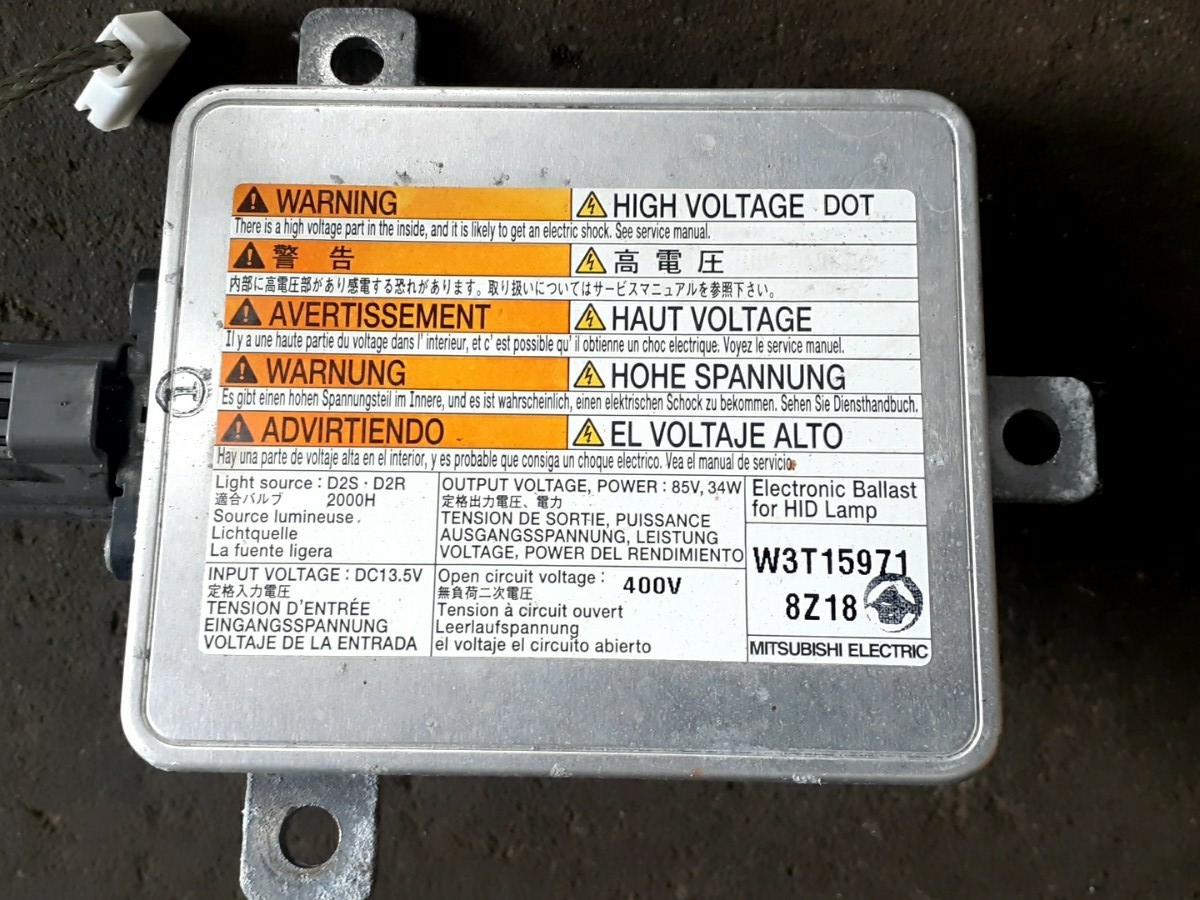 WARNING HIGH VOLTAGE DOT
There is a high voltage part in the inside, and it is likely to get an electric shock. See service manual.
警告 高電圧
内部に高電圧部があり感電する恐れがあります。取り扱いについてはサービスマニュアルを参照下さい。
AVERTISSEMENT HAUT VOLTAGE
Il y a une haute partie du voltage dans l' interieur, et c' est possible qu' il obtienne un choc electrique. Voyez le service manuel.
WARNUNG HOHE SPANNUNG
Es gibt einen hohen Spannungsteil im Innere, und es ist wahrscheinlich, einen elektrischen Schock zu bekommen. Sehen Sie Diensthandbuch.
ADVIRTIENDO EL VOLTAJE ALTO
Hay una parte de voltaje alta en el interior, y es probable que consiga un choque electrico. Vea el manual de servicio.
Light source : D2S・D2R
適合バルブ 2000H
Source lumineuse.
Lichtquelle
La fuente ligera
OUTPUT VOLTAGE, POWER : 85V, 34W
定格出力電圧、電力
TENSION DE SORTIE, PUISSANCE
AUSGANGSSPANNUNG, LEISTUNG
VOLTAGE, POWER DEL RENDIMIENTO
Electronic Ballast
for HID Lamp
INPUT VOLTAGE : DC13.5V
定格入力電圧
TENSION D'ENTRÉE
EINGANGSSPANNUNG
VOLTAJE DE LA ENTRADA
Open circuit voltage : 400V
無負荷二次電圧
Tension à circuit ouvert
Leerlaufspannung
el voltaje el circuito abierto
W3T15971
8Z18
MITSUBISHI ELECTRIC